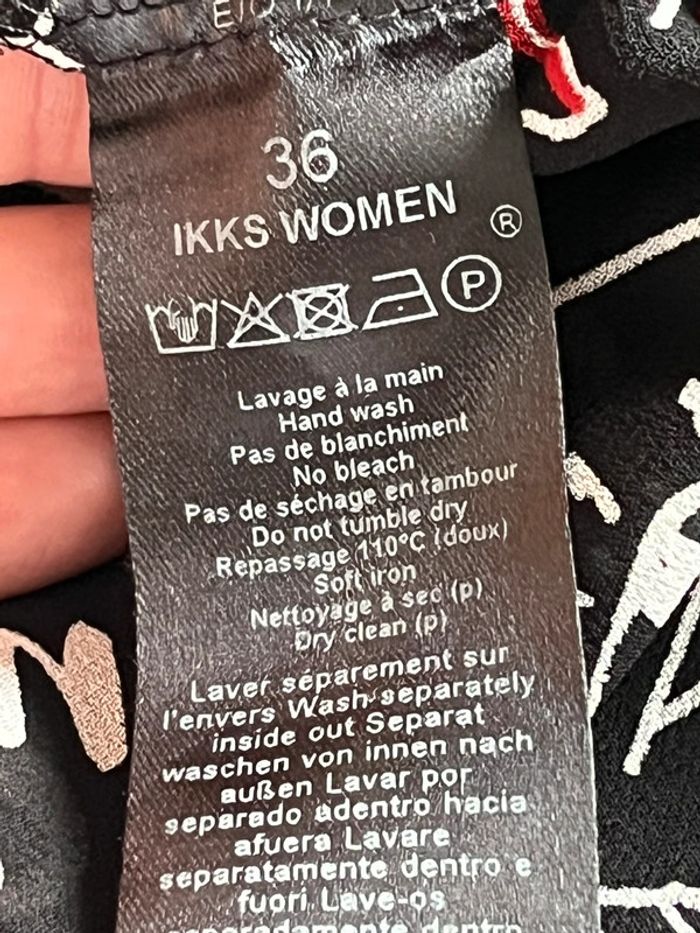 36
IKKS WOMEN ®
P
Lavage à la main
Hand wash
Pas de blanchiment
No bleach
Pas de séchage en tambour
Do not tumble dry
Repassage 110°C (doux)
Soft iron
Nettoyage à sec (p)
Dry clean (p)
Laver séparement sur
l'envers Wash separately
inside out Separat
waschen von innen nach
außen Lavar por
separado adentro hacia
afuera Lavare
separatamente dentro e
fuori Lave-os
separadamente dentro